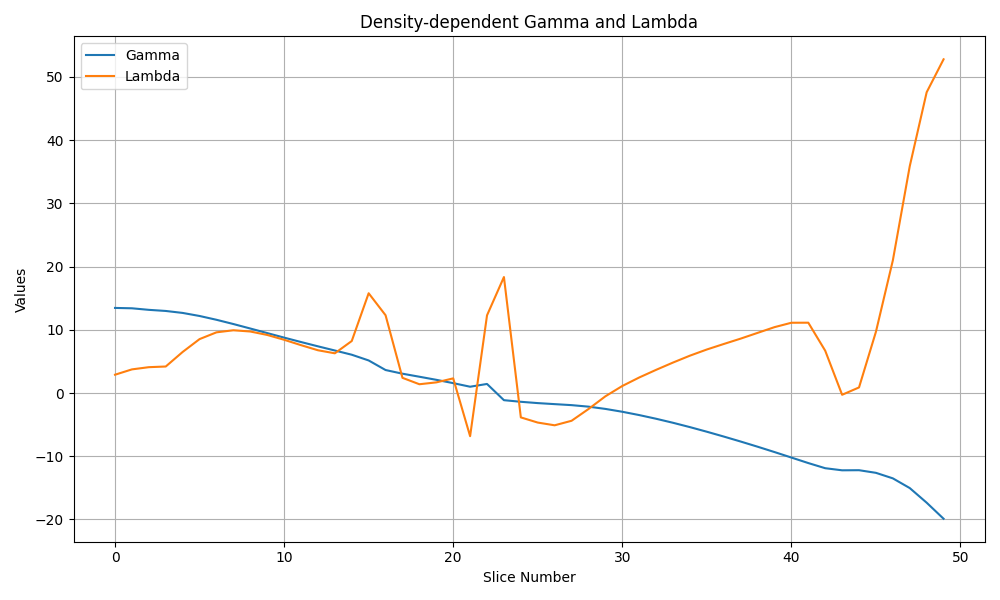 Density-dependent Gamma and Lambda
Gamma
Lambda
50
40
30
20
10
0
−10
−20
Values
0 10 20 30 40 50
Slice Number